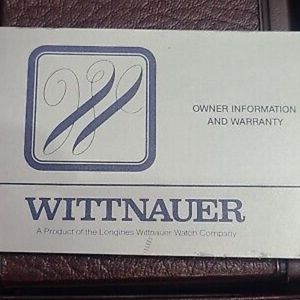 W
OWNER INFORMATION
AND WARRANTY
WITTNAUER
A Product of the Longines Wittnauer Watch Company